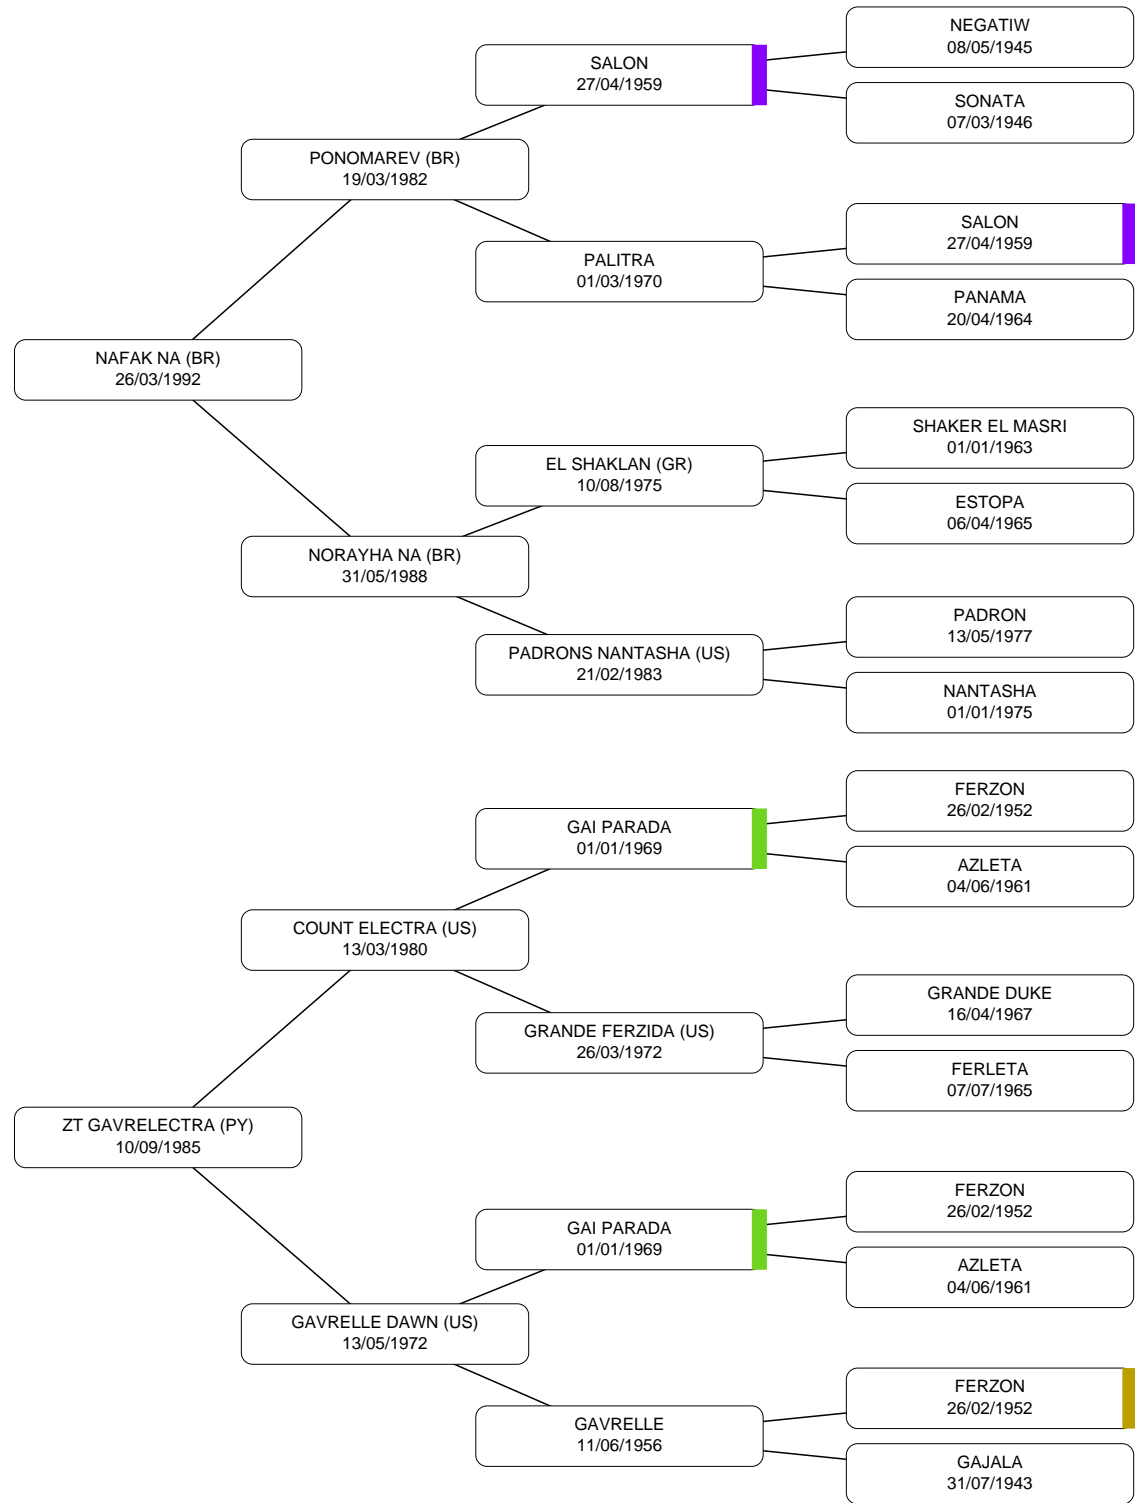 NEGATIW
08/05/1945
SALON
27/04/1959
SONATA
07/03/1946
PONOMAREV (BR)
19/03/1982
SALON
27/04/1959
PALITRA
01/03/1970
PANAMA
20/04/1964
NAFAK NA (BR)
26/03/1992
SHAKER EL MASRI
01/01/1963
EL SHAKLAN (GR)
10/08/1975
ESTOPA
06/04/1965
NORAYHA NA (BR)
31/05/1988
PADRON
13/05/1977
PADRONS NANTASHA (US)
21/02/1983
NANTASHA
01/01/1975
FERZON
26/02/1952
GAI PARADA
01/01/1969
AZLETA
04/06/1961
COUNT ELECTRA (US)
13/03/1980
GRANDE DUKE
16/04/1967
GRANDE FERZIDA (US)
26/03/1972
FERLETA
07/07/1965
ZT GAVRELECTRA (PY)
10/09/1985
FERZON
26/02/1952
GAI PARADA
01/01/1969
AZLETA
04/06/1961
GAVRELLE DAWN (US)
13/05/1972
FERZON
26/02/1952
GAVRELLE
11/06/1956
GAJALA
31/07/1943